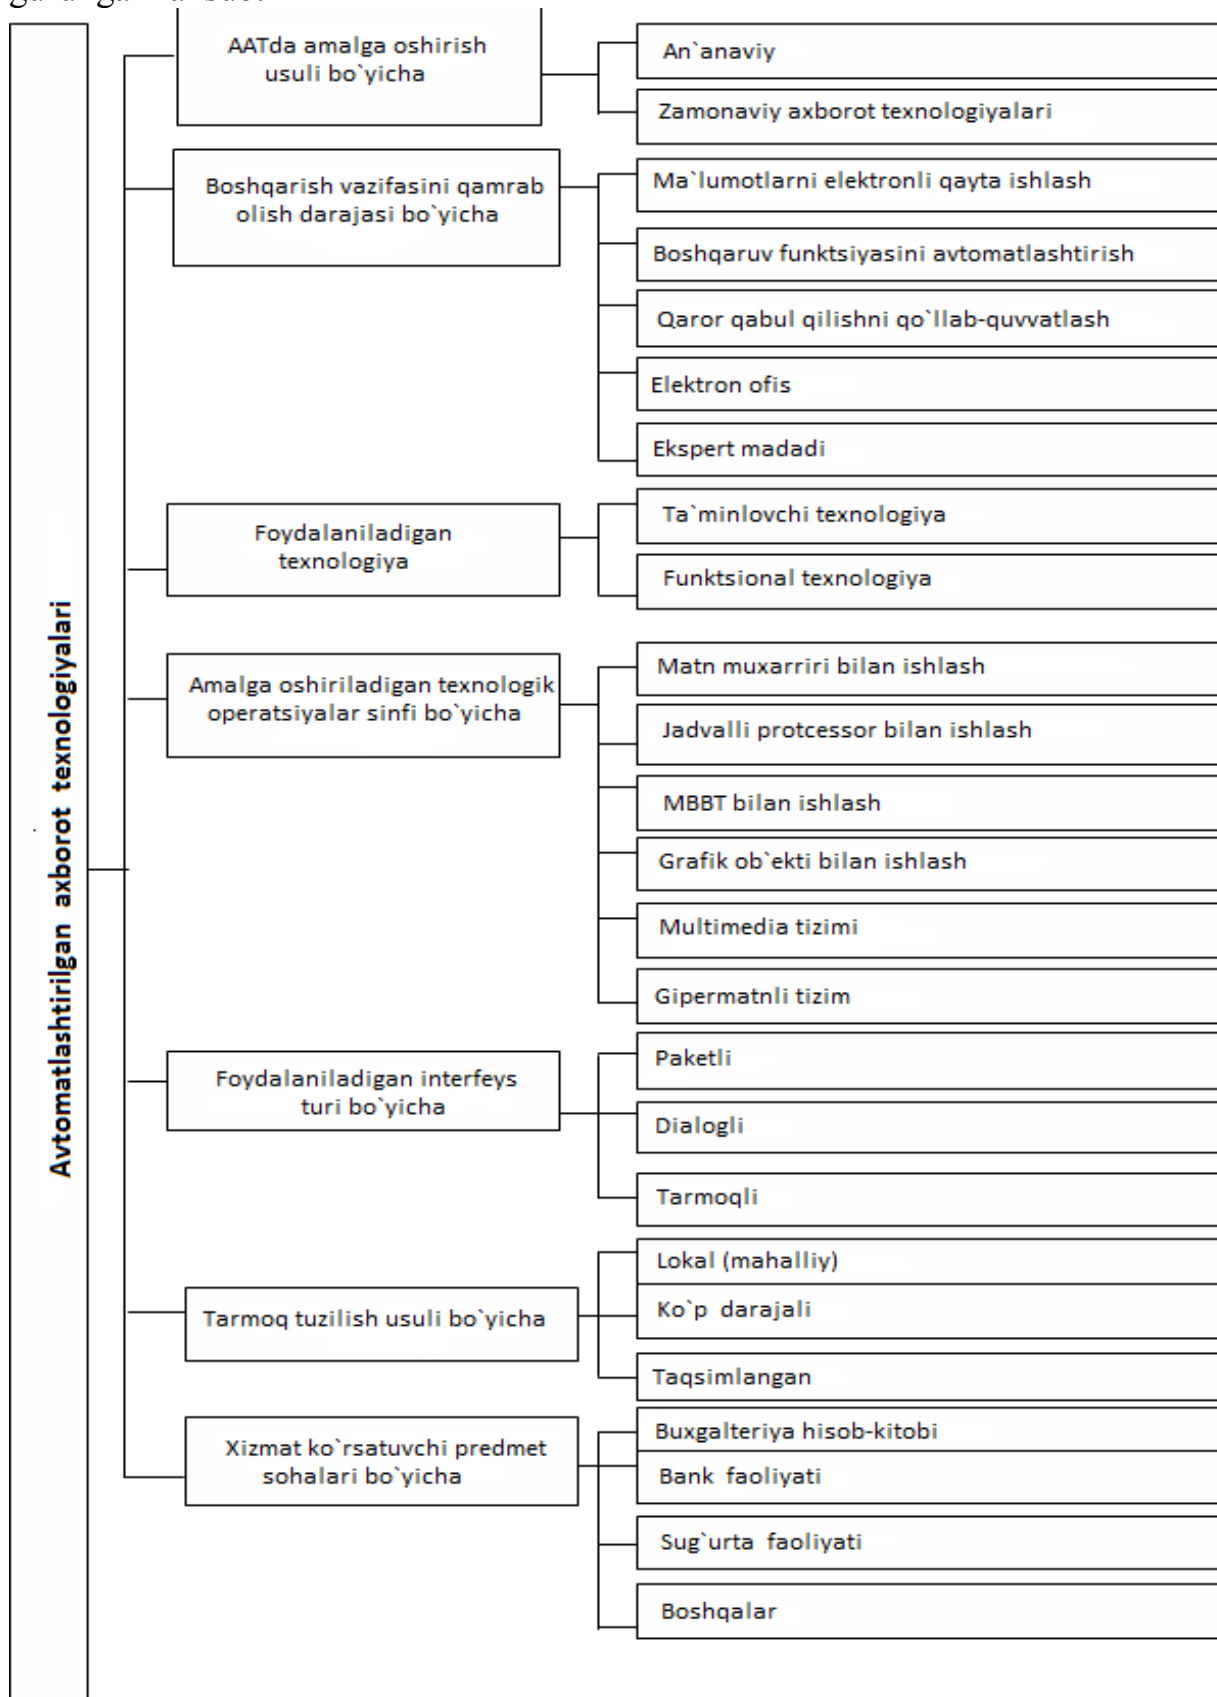 Avtomatlashtirilgan axborot texnologiyalari
AATda amalga oshirish
usuli bo`yicha
An`anaviy
Zamonaviy axborot texnologiyalari
Boshqarish vazifasini qamrab
olish darajasi bo`yicha
Ma`lumotlarni elektronli qayta ishlash
Boshqaruv funktsiyasini avtomatlashtirish
Qaror qabul qilishni qo`llab-quvvatlash
Elektron ofis
Ekspert madadi
Foydalaniladigan
texnologiya
Ta`minlovchi texnologiya
Funktsional texnologiya
Amalga oshiriladigan texnologik
operatsiyalar sinfi bo`yicha
Matn muxarriri bilan ishlash
Jadvalli protcessor bilan ishlash
MBBT bilan ishlash
Grafik ob`ekti bilan ishlash
Multimedia tizimi
Gipermatnli tizim
Foydalaniladigan interfeys
turi bo`yicha
Paketli
Dialogli
Tarmoqli
Tarmoq tuzilish usuli bo`yicha
Lokal (mahalliy)
Ko`p darajali
Taqsimlangan
Xizmat ko`rsatuvchi predmet
sohalari bo`yicha
Buxgalteriya hisob-kitobi
Bank faoliyati
Sug`urta faoliyati
Boshqalar